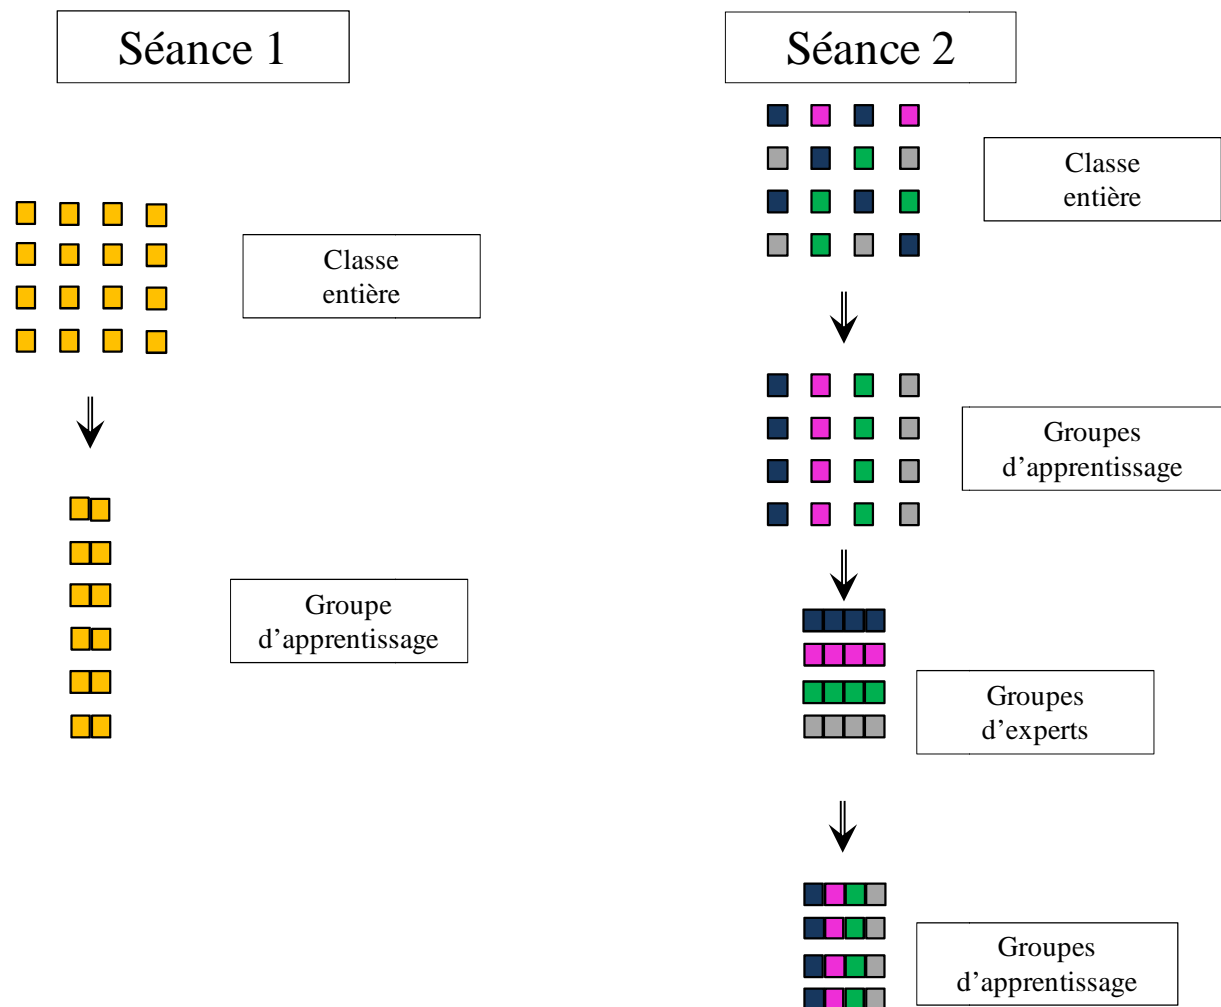 Séance 1
Classe
entière
Groupe
d’apprentissage
Séance 2
Classe
entière
Groupes
d’apprentissage
Groupes
d’experts
Groupes
d’apprentissage